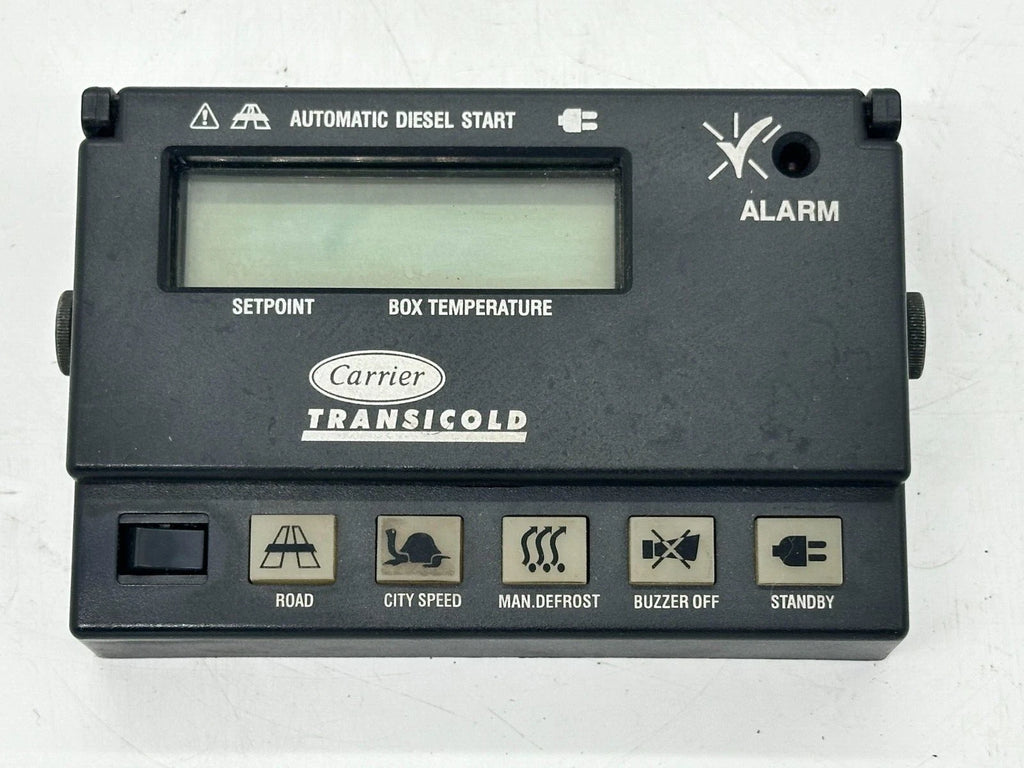 AUTOMATIC DIESEL START
ALARM
SETPOINT BOX TEMPERATURE
Carrier
TRANSICOLD
ROAD CITY SPEED MAN.DEFROST BUZZER OFF STANDBY